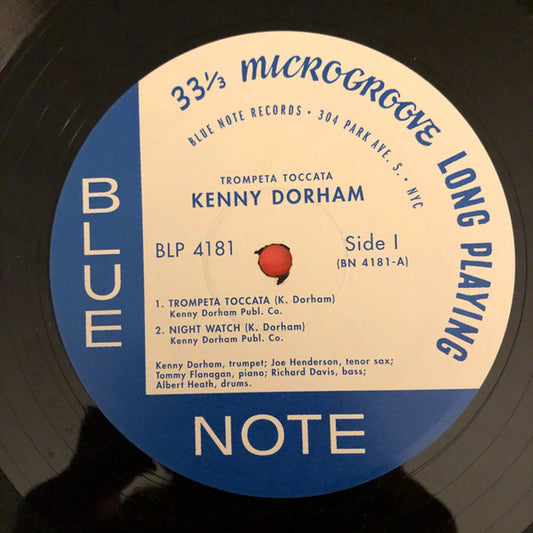 33⅓ MICROGROOVE LONG PLAYING
BLUE NOTE RECORDS • 304 PARK AVE. S. • NYC
TROMPETA TOCCATA
KENNY DORHAM
BLP 4181
Side I
(BN 4181-A)
1. TROMPETA TOCCATA (K. Dorham)
Kenny Dorham Publ. Co.
2. NIGHT WATCH (K. Dorham)
Kenny Dorham Publ. Co.
Kenny Dorham, trumpet; Joe Henderson, tenor sax;
Tommy Flanagan, piano; Richard Davis, bass;
Albert Heath, drums.
BLUE
NOTE